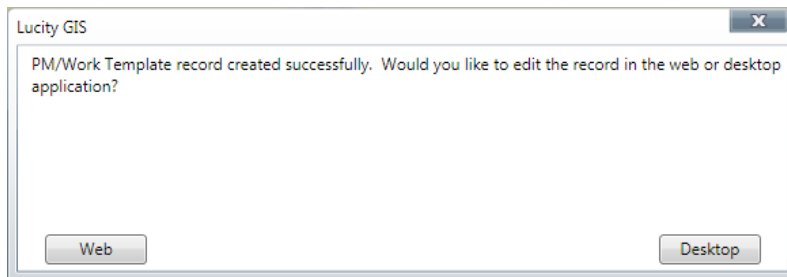 Lucity GIS
PM/Work Template record created successfully.  Would you like to edit the record in the web or desktop
application?
Web
Desktop